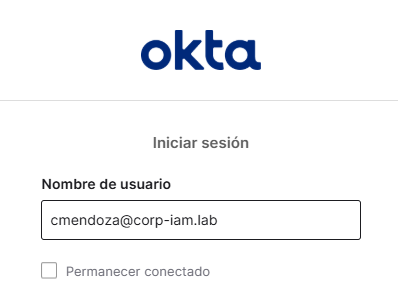 okta
Iniciar sesión
Nombre de usuario
cmendoza@corp-iam.lab
Permanecer conectado